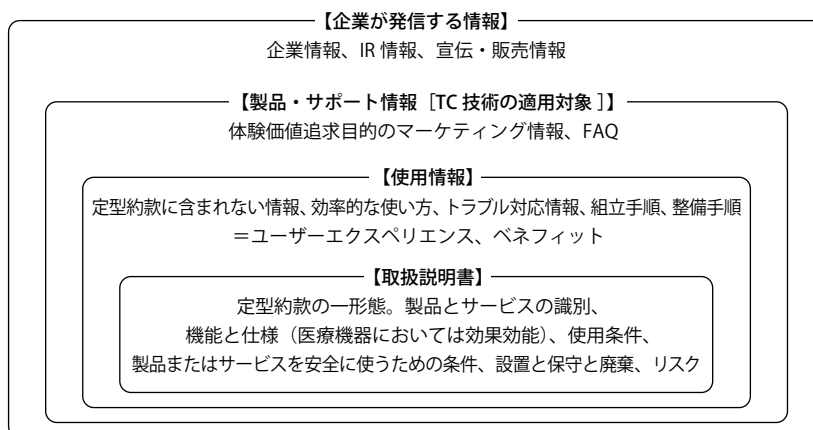 【企業が発信する情報】
企業情報、IR 情報、宣伝・販売情報
【製品・サポート情報［TC 技術の適用対象］】
体験価値追求目的のマーケティング情報、FAQ
【使用情報】
定型約款に含まれない情報、効率的な使い方、トラブル対応情報、組立手順、整備手順
＝ユーザーエクスペリエンス、ベネフィット
【取扱説明書】
定型約款の一形態。製品とサービスの識別、
機能と仕様（医療機器においては効果効能）、使用条件、
製品またはサービスを安全に使うための条件、設置と保守と廃棄、リスク